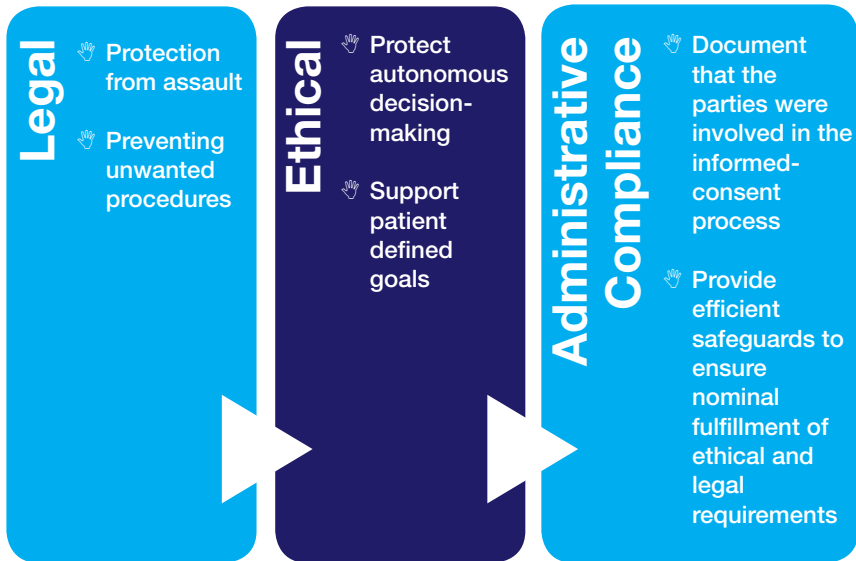 Legal
Protection
from assault
Preventing
unwanted
procedures
Ethical
Protect
autonomous
decision-
making
Support
patient
defined
goals
Administrative
Compliance
Document
that the
parties were
involved in the
informed-
consent
process
Provide
efficient
safeguards to
ensure
nominal
fulfillment of
ethical and
legal
requirements